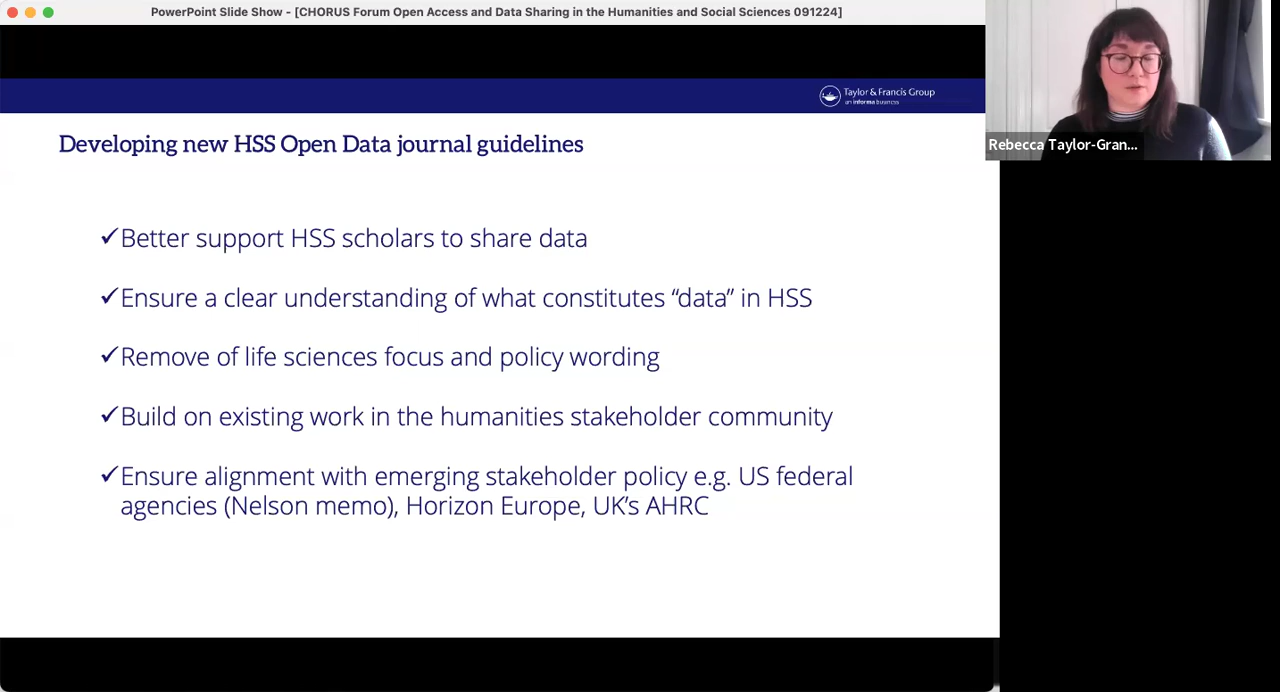 PowerPoint Slide Show - [CHORUS Forum Open Access and Data Sharing in the Humanities and Social Sciences 091224]
Taylor & Francis Group
an informa business
Rebecca Taylor-Gran...
Developing new HSS Open Data journal guidelines
✓Better support HSS scholars to share data
✓Ensure a clear understanding of what constitutes “data” in HSS
✓Remove of life sciences focus and policy wording
✓Build on existing work in the humanities stakeholder community
✓Ensure alignment with emerging stakeholder policy e.g. US federal
agencies (Nelson memo), Horizon Europe, UK’s AHRC